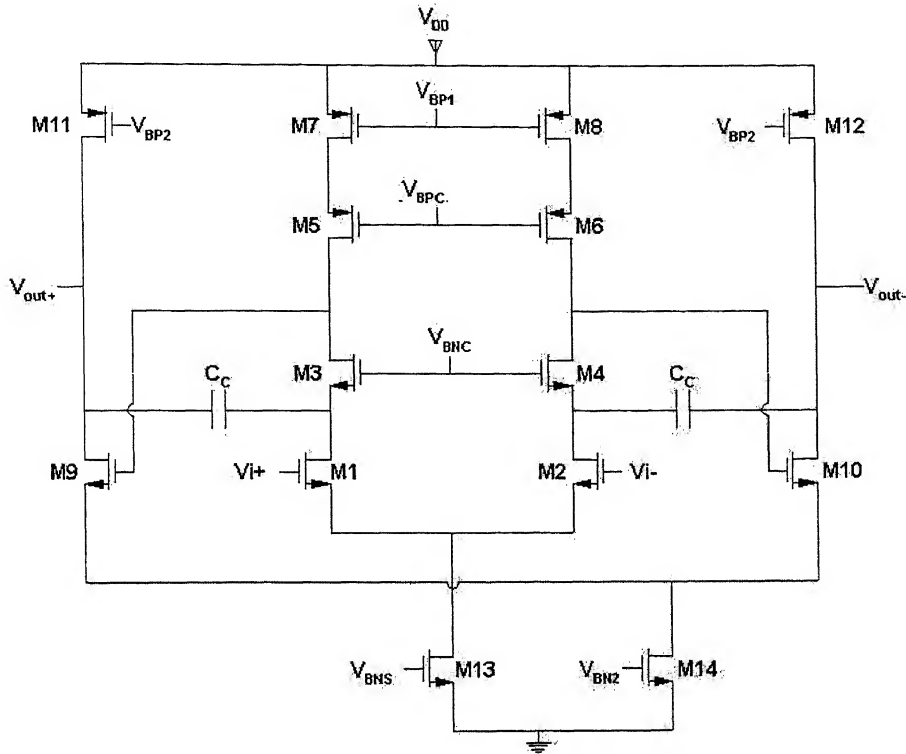 V_DD
M11
V_BP2
M7
V_BP1
M8
V_BP2
M12
M5
V_BPC
M6
V_out+
V_out-
M3
V_BNC
M4
C_C
C_C
M9
Vi+
M1
M2
Vi-
M10
V_BNS
M13
V_BN2
M14